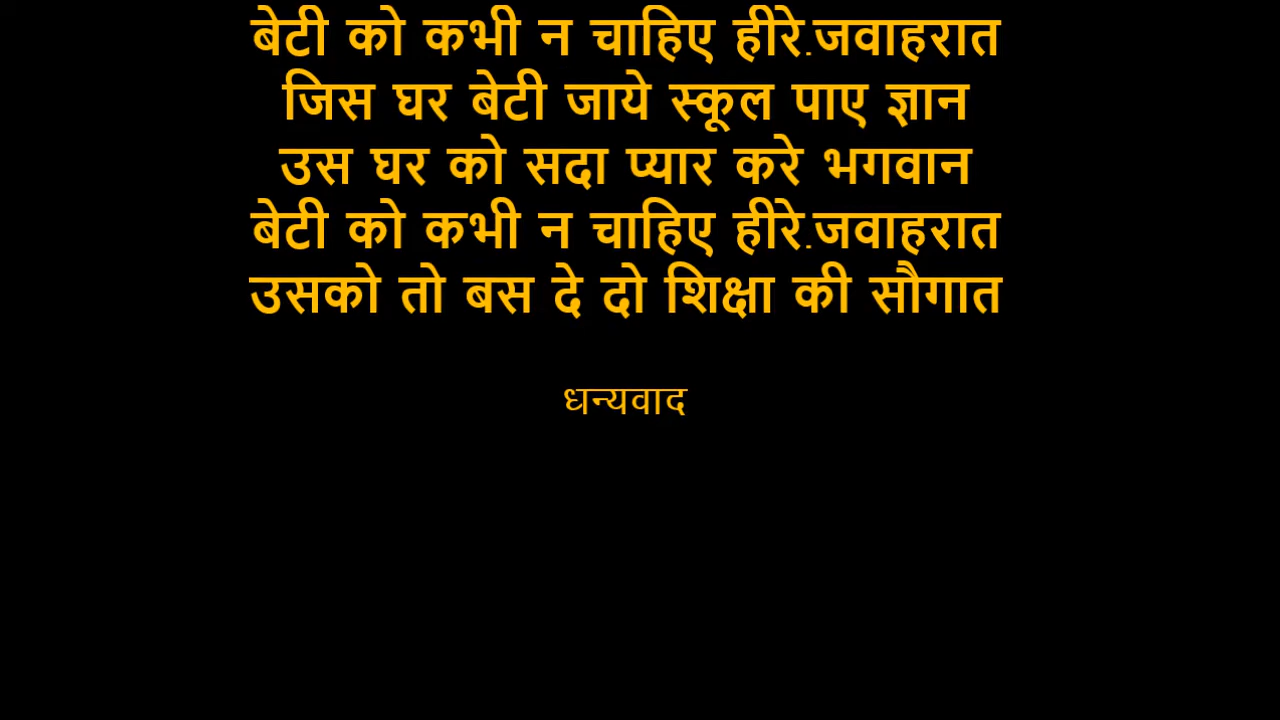 बेटी को कभी न चाहिए हीरे.जवाहरात
जिस घर बेटी जाये स्कूल पाए ज्ञान
उस घर को सदा प्यार करे भगवान
बेटी को कभी न चाहिए हीरे.जवाहरात
उसको तो बस दे दो शिक्षा की सौगात
धन्यवाद